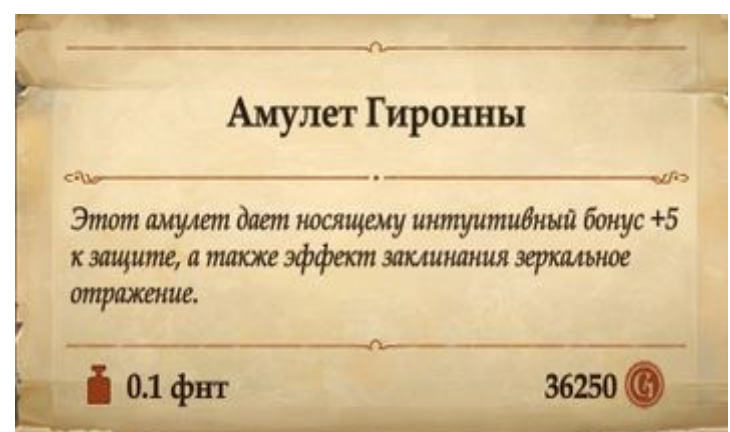 Амулет Гиронны
Этот амулет дает носящему интуитивный бонус +5
к защите, а также эффект заклинания зеркальное
отражение.
0.1 фнт
36250